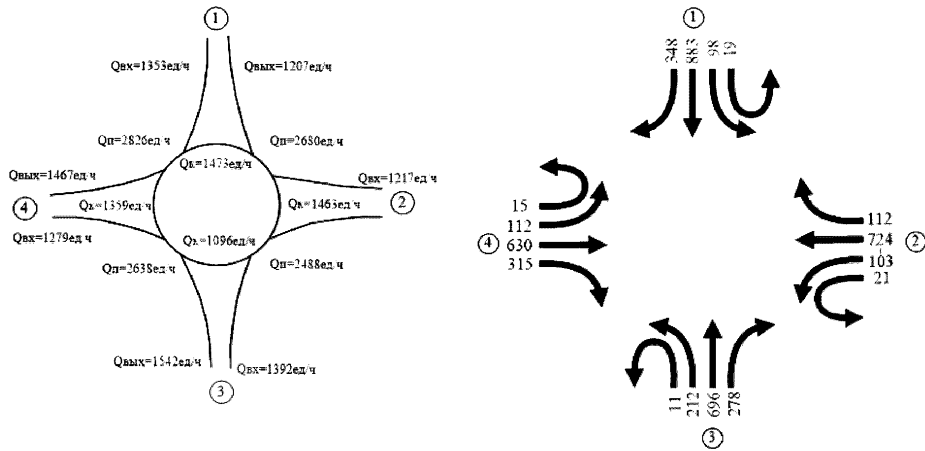 1
Qвх=1353ед/ч
Qвых=1207ед/ч
Qп=2826ед/ч
Qп=2680ед/ч
Qк=1473ед/ч
Qвых=1467ед/ч
Qвх=1217ед/ч
4
Qк=1359ед/ч
Qк=1463ед/ч
2
Qвх=1279ед/ч
Qк=1096ед/ч
Qп=2638ед/ч
Qп=2488ед/ч
Qвых=1542ед/ч
Qвх=1392ед/ч
3
1
348
883
98
19
15
112
4 630
315
112
724 2
103
21
11
212
696
278
3